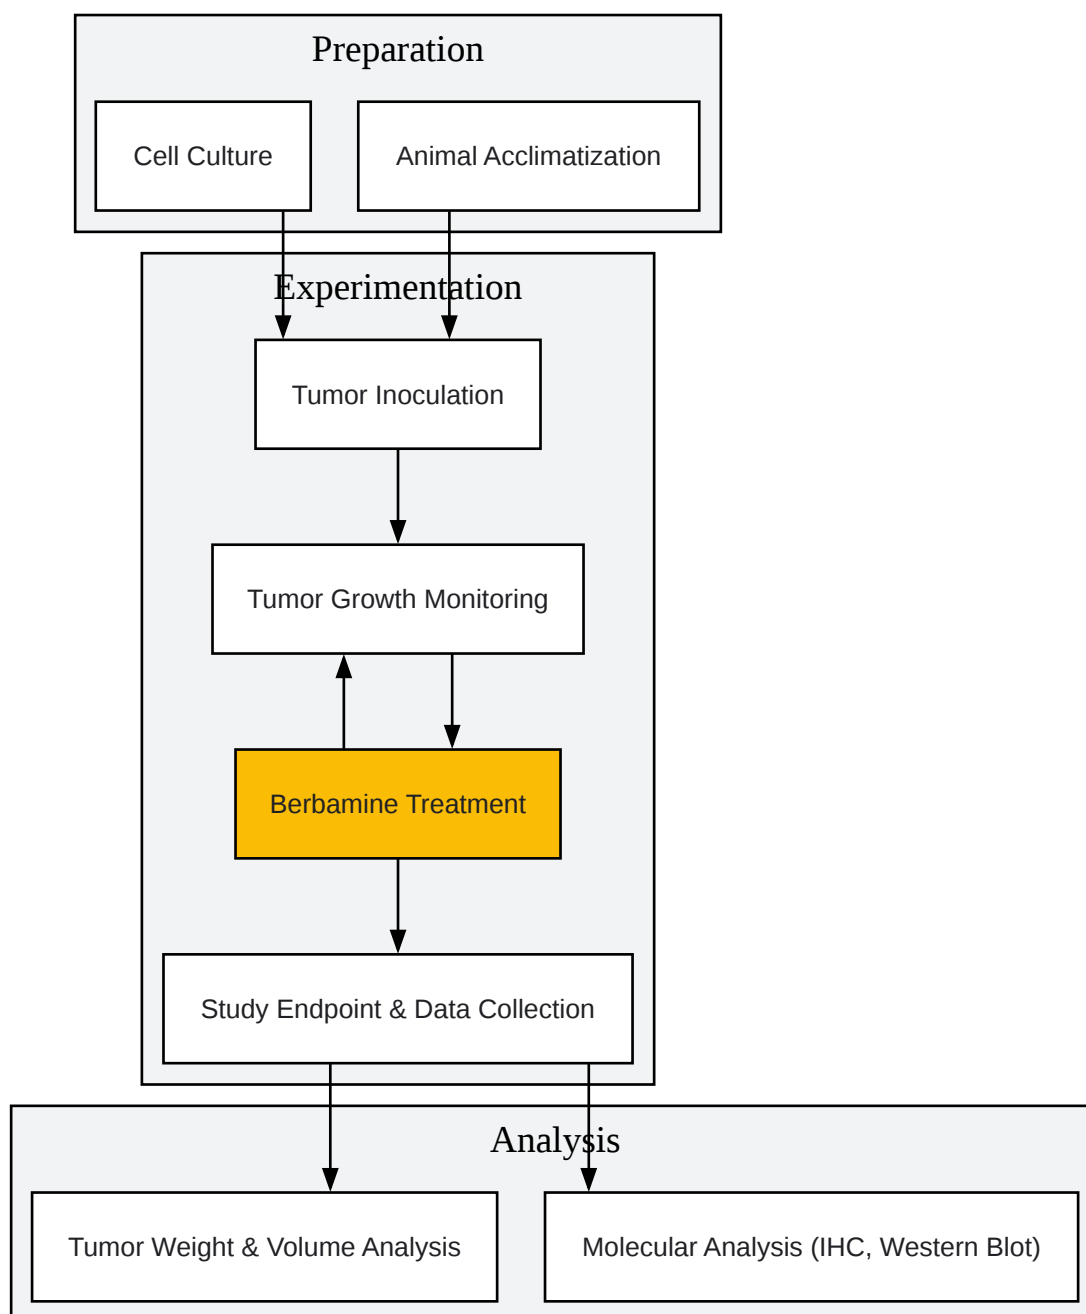 Preparation
Cell Culture
Animal Acclimatization
Experimentation
Tumor Inoculation
Tumor Growth Monitoring
Berbamine Treatment
Study Endpoint & Data Collection
Analysis
Tumor Weight & Volume Analysis
Molecular Analysis (IHC, Western Blot)